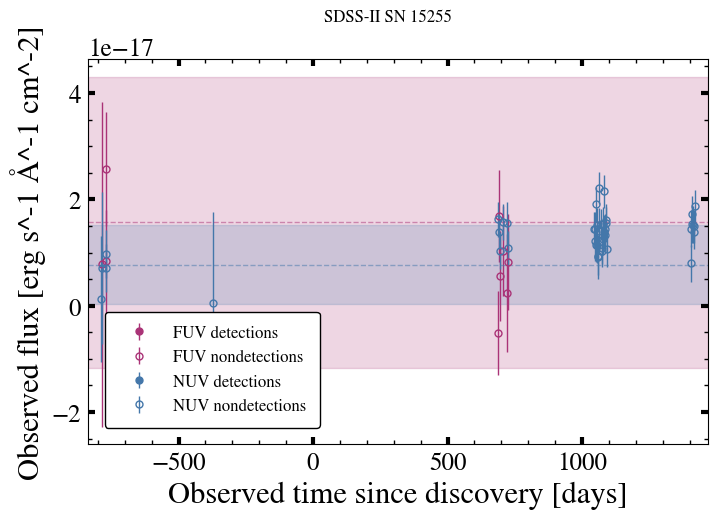 SDSS-II SN 15255
1e−17
Observed flux [erg s^-1 Å^-1 cm^-2]
4
2
0
−2
FUV detections
FUV nondetections
NUV detections
NUV nondetections
−500
0
500
1000
Observed time since discovery [days]